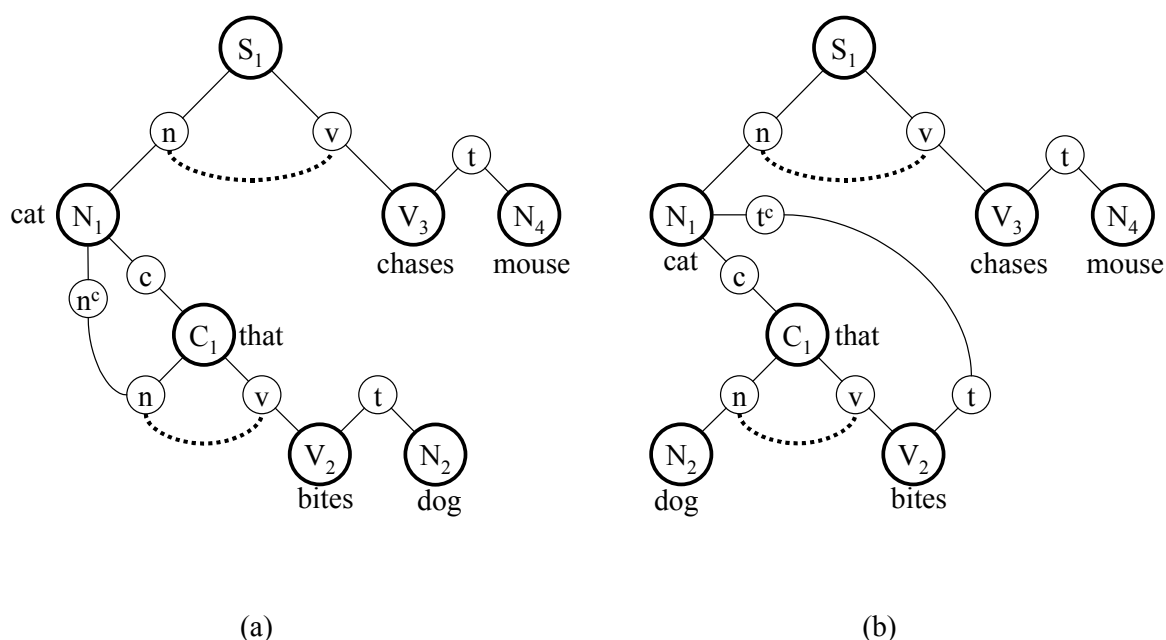 S₁ S₁
n v n v
t t
cat N₁ V₃ N₄ N₁ tᶜ V₃ N₄
chases mouse cat chases mouse
nᶜ c c
C₁ that C₁ that
n v t n v t
V₂ N₂ N₂ V₂
bites dog dog bites
(a) (b)